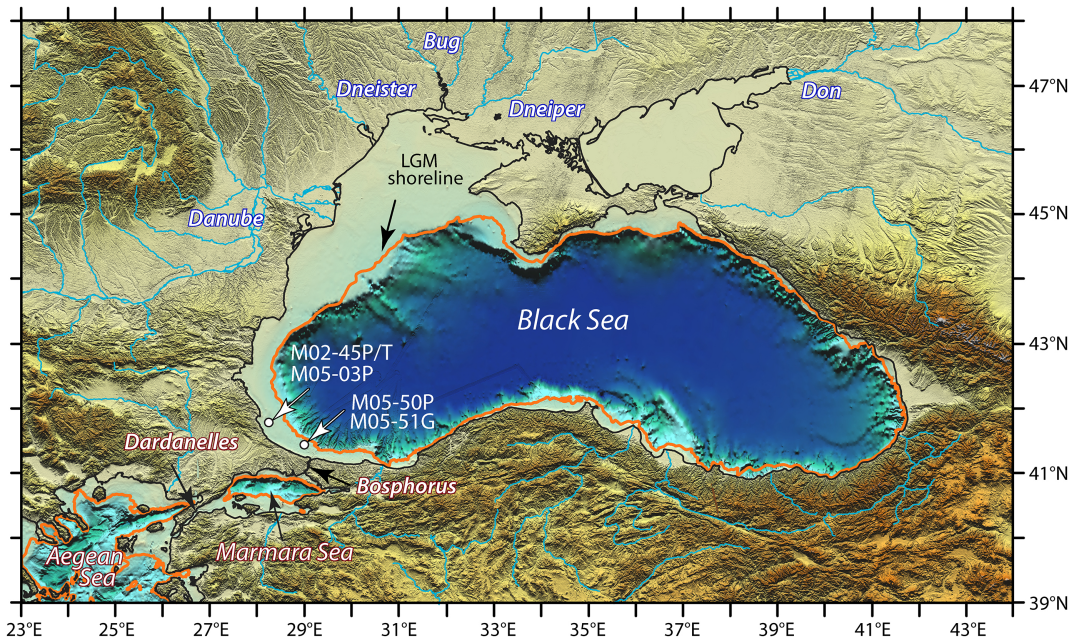 Bug
Dneister
Dneiper
Don
47°N
LGM
shoreline
Danube
45°N
Black Sea
43°N
M02-45P/T
M05-03P
M05-50P
M05-51G
Dardanelles
41°N
Bosphorus
Marmara Sea
Aegean
Sea
39°N
23°E
25°E
27°E
29°E
31°E
33°E
35°E
37°E
39°E
41°E
43°E